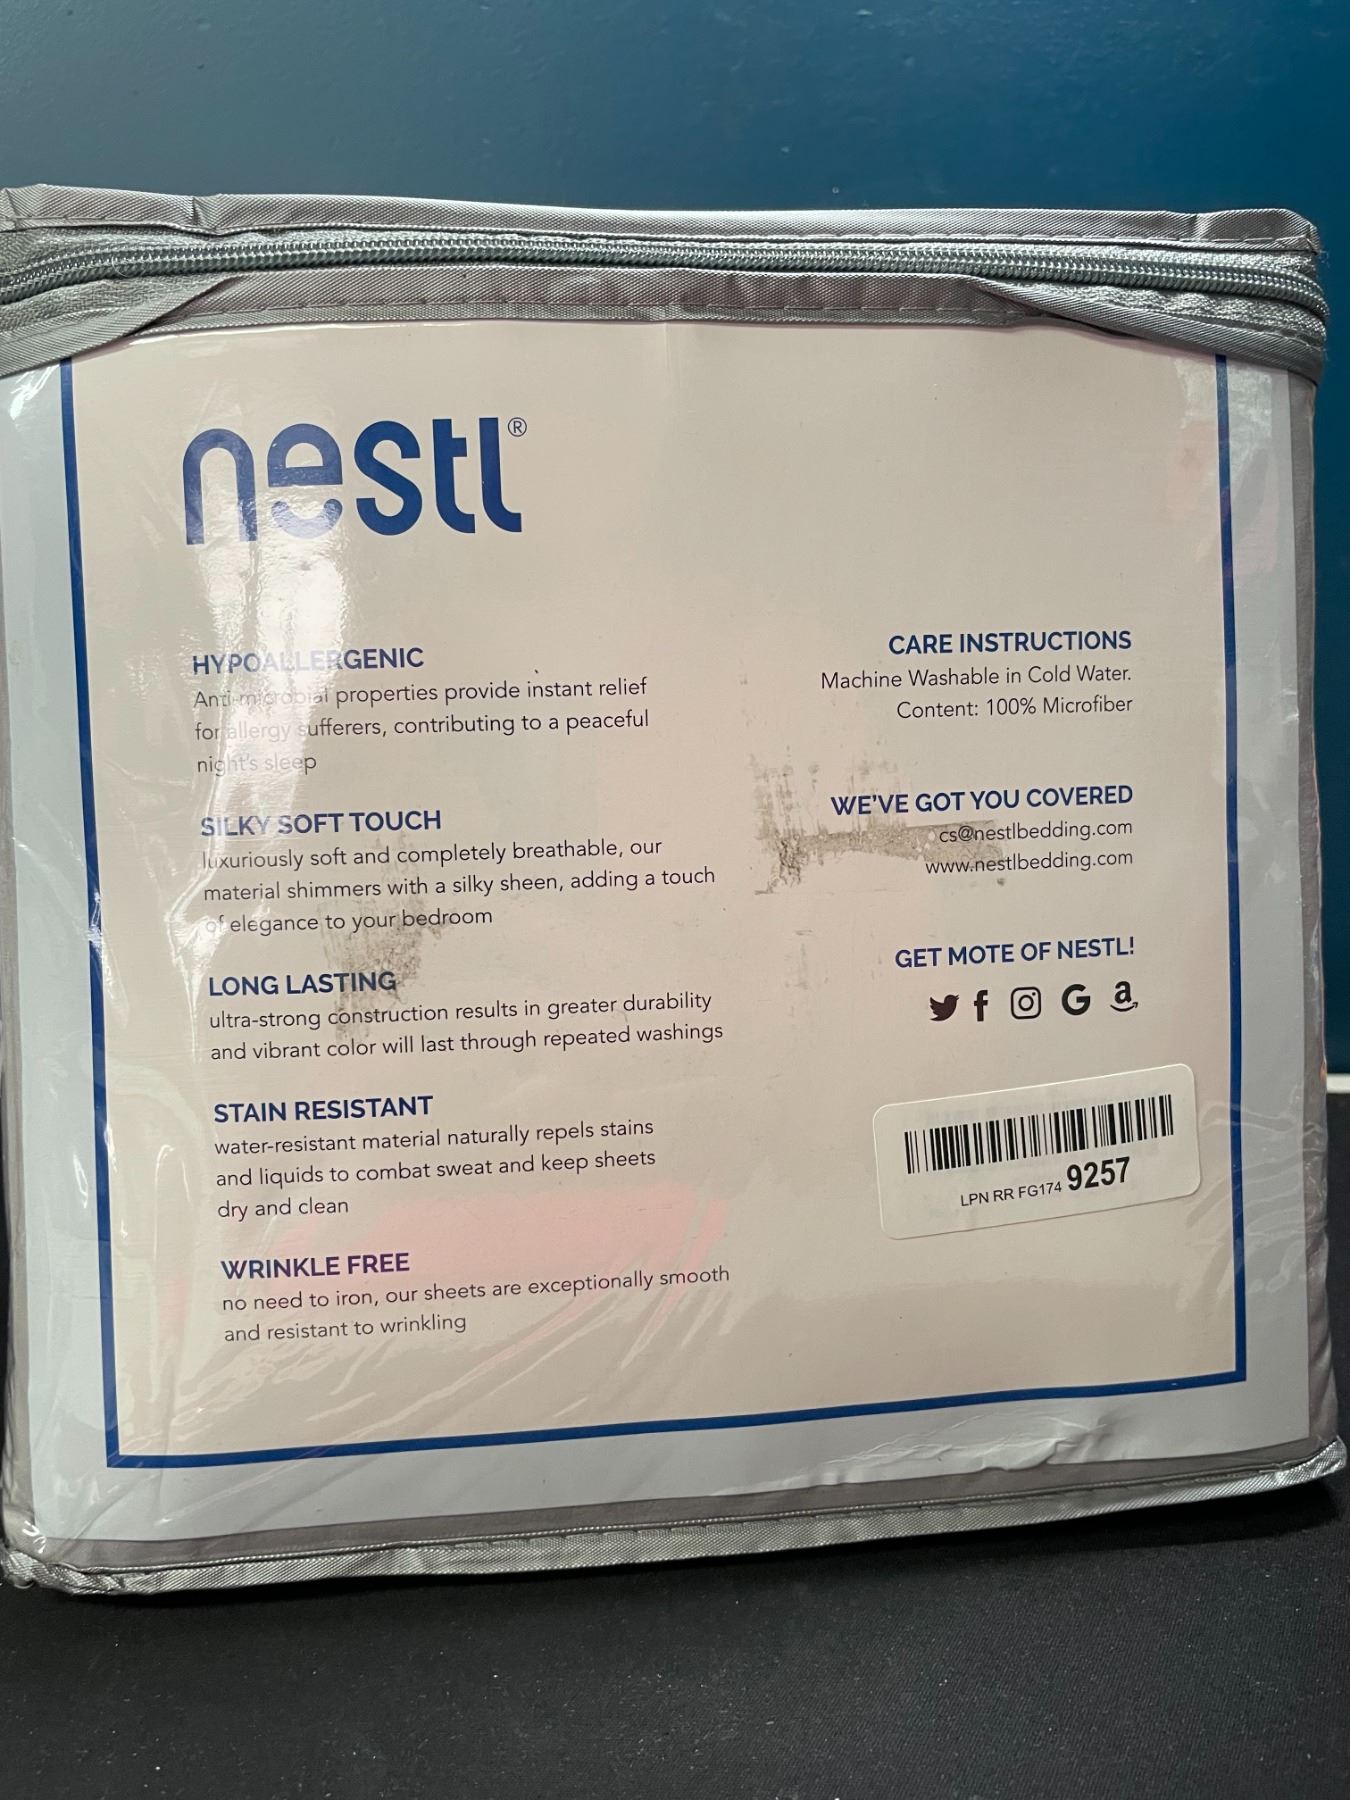 nestl®
HYPOALLERGENIC
Anti-microbial properties provide instant relief
for allergy sufferers, contributing to a peaceful
night's sleep
SILKY SOFT TOUCH
luxuriously soft and completely breathable, our
material shimmers with a silky sheen, adding a touch
of elegance to your bedroom
LONG LASTING
ultra-strong construction results in greater durability
and vibrant color will last through repeated washings
STAIN RESISTANT
water-resistant material naturally repels stains
and liquids to combat sweat and keep sheets
dry and clean
WRINKLE FREE
no need to iron, our sheets are exceptionally smooth
and resistant to wrinkling
CARE INSTRUCTIONS
Machine Washable in Cold Water.
Content: 100% Microfiber
WE'VE GOT YOU COVERED
cs@nestlbedding.com
www.nestlbedding.com
GET MOTE OF NESTL!
f G a
LPN RR FG174 9257